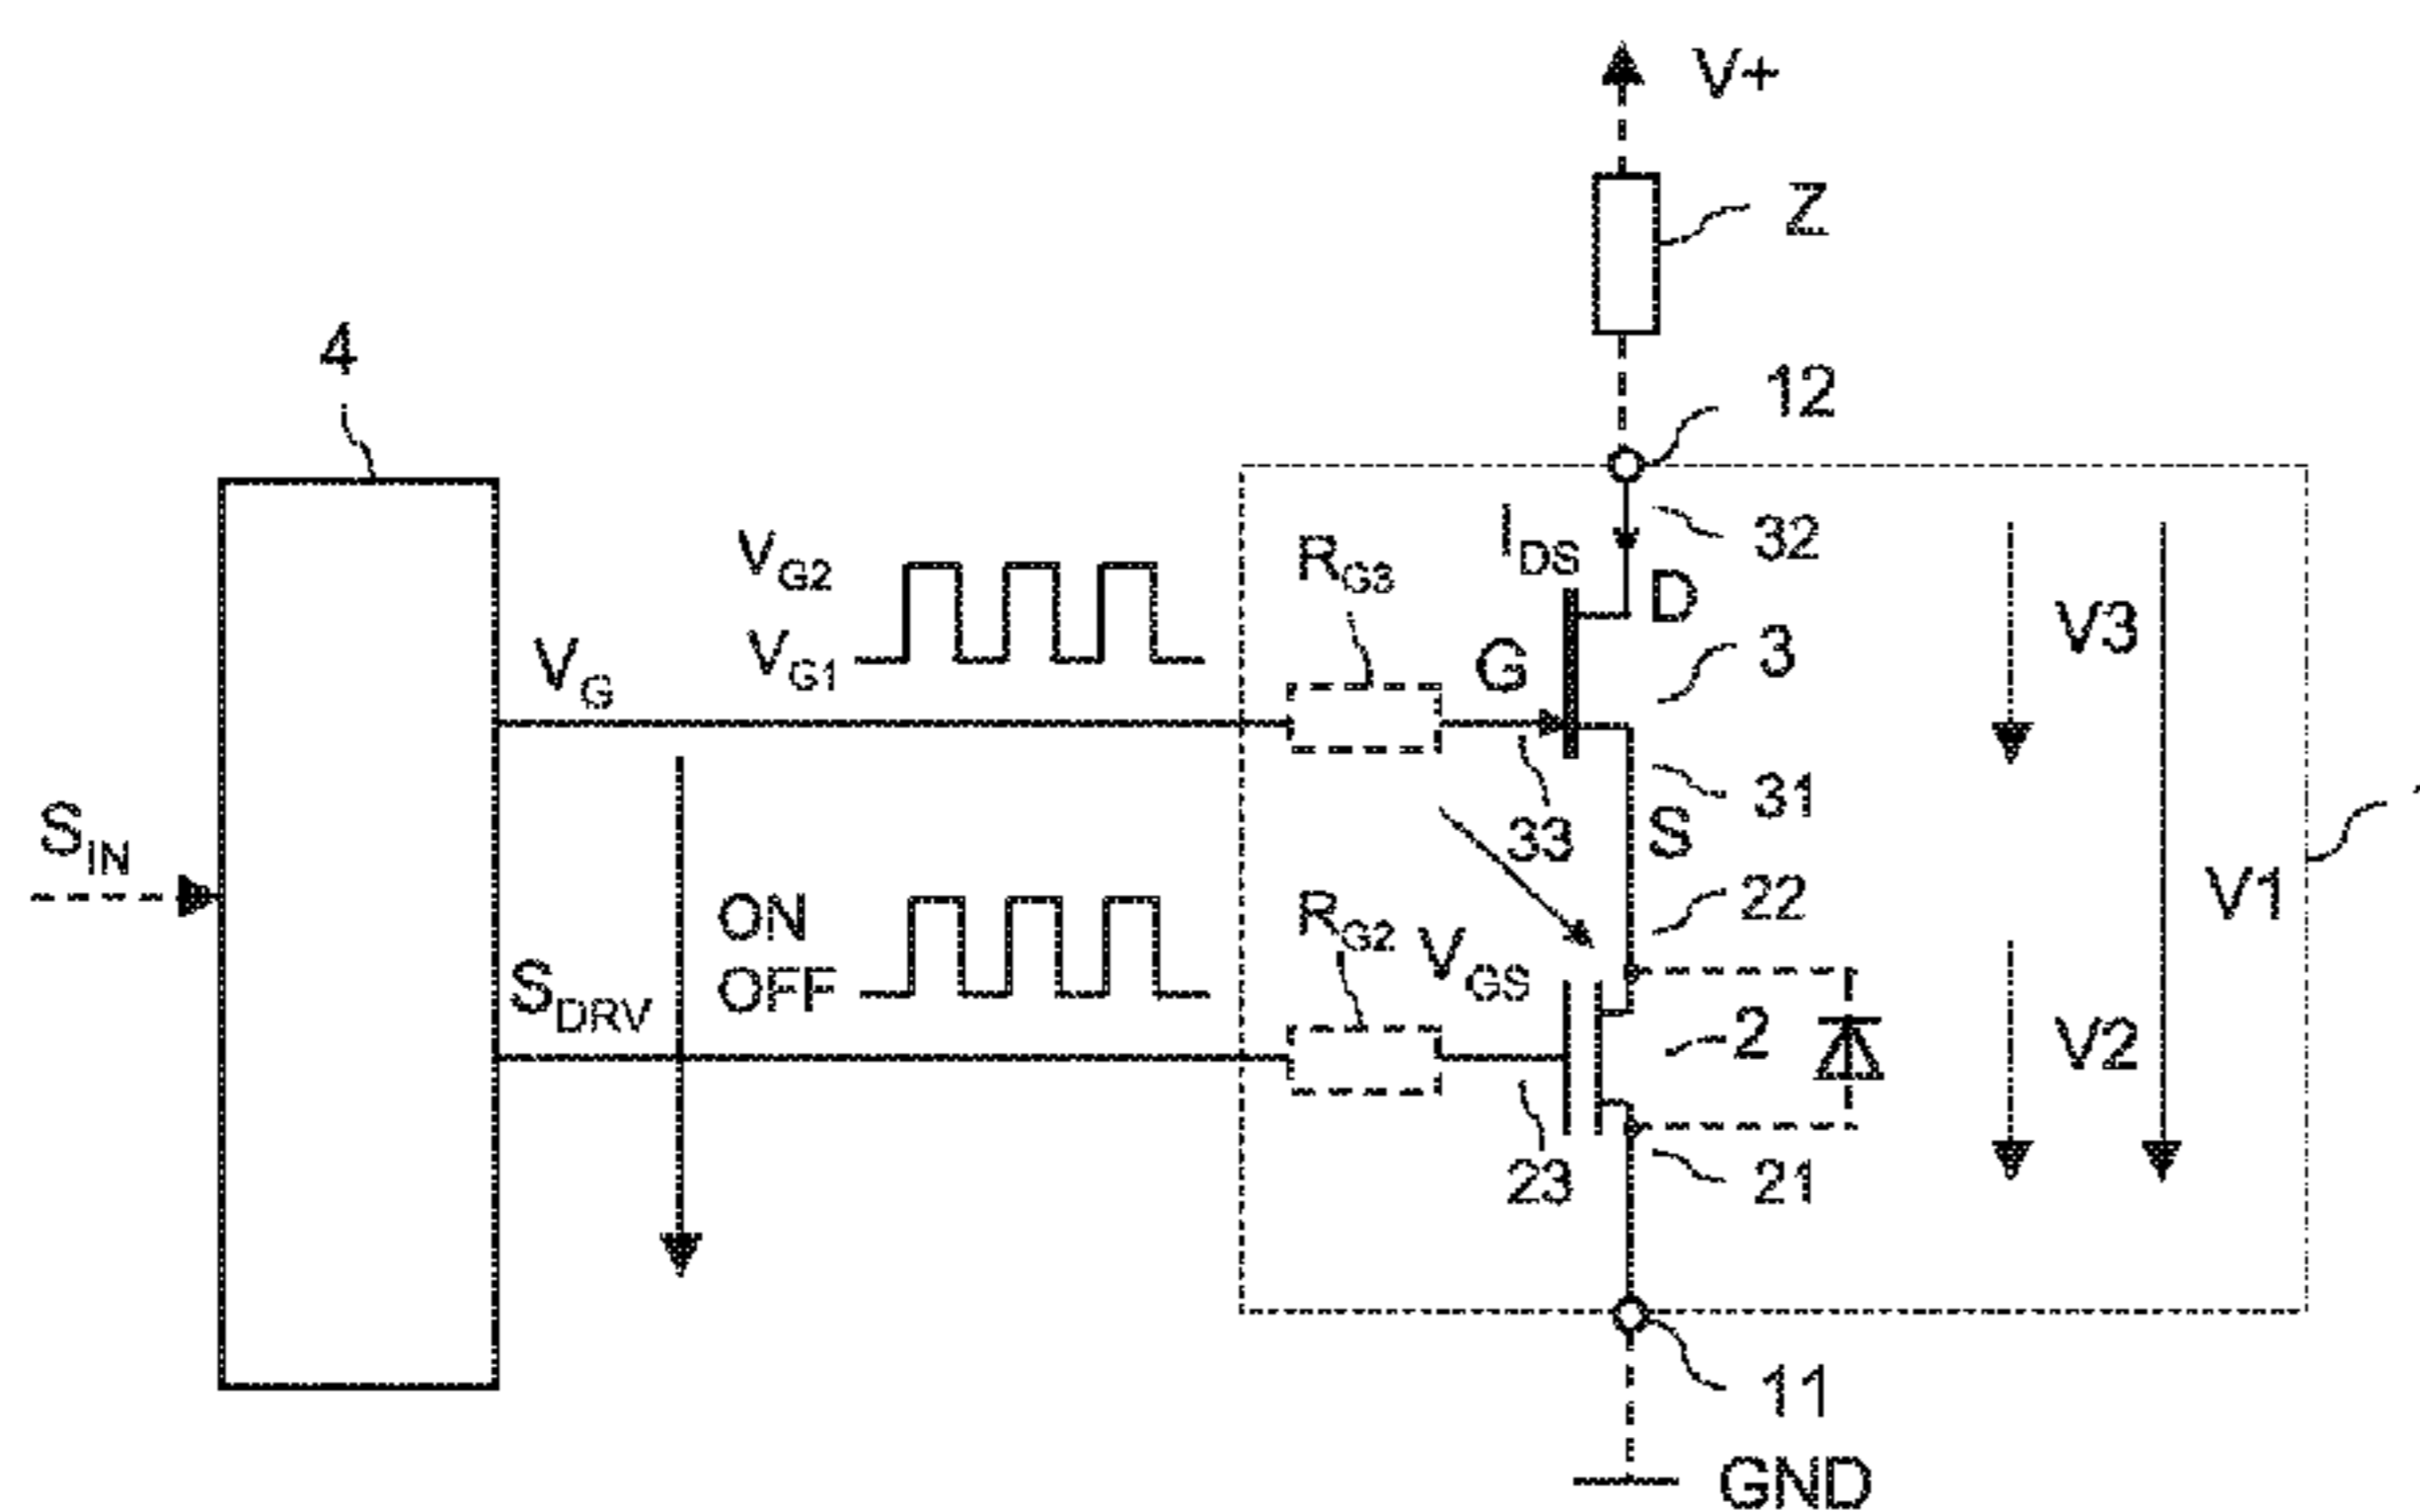 V+
Z
4
12
I_DS
32
V_G2
R_G3
D
V_G1
V3
3
G
V_G
31
33
S
S_IN
22
V1
ON
R_G2
V_GS
OFF
S_DRV
2
V2
23
21
11
GND